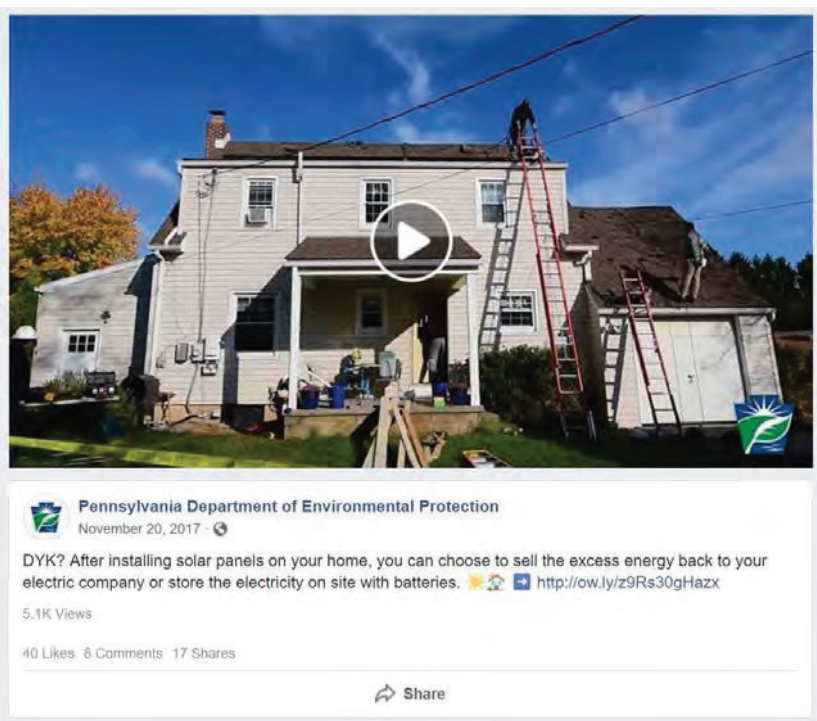 Pennsylvania Department of Environmental Protection
November 20, 2017 ·
DYK? After installing solar panels on your home, you can choose to sell the excess energy back to your
electric company or store the electricity on site with batteries. ☀️🏠 ➡️ http://ow.ly/z9Rs30gHazx
5.1K Views
40 Likes 8 Comments 17 Shares
Share